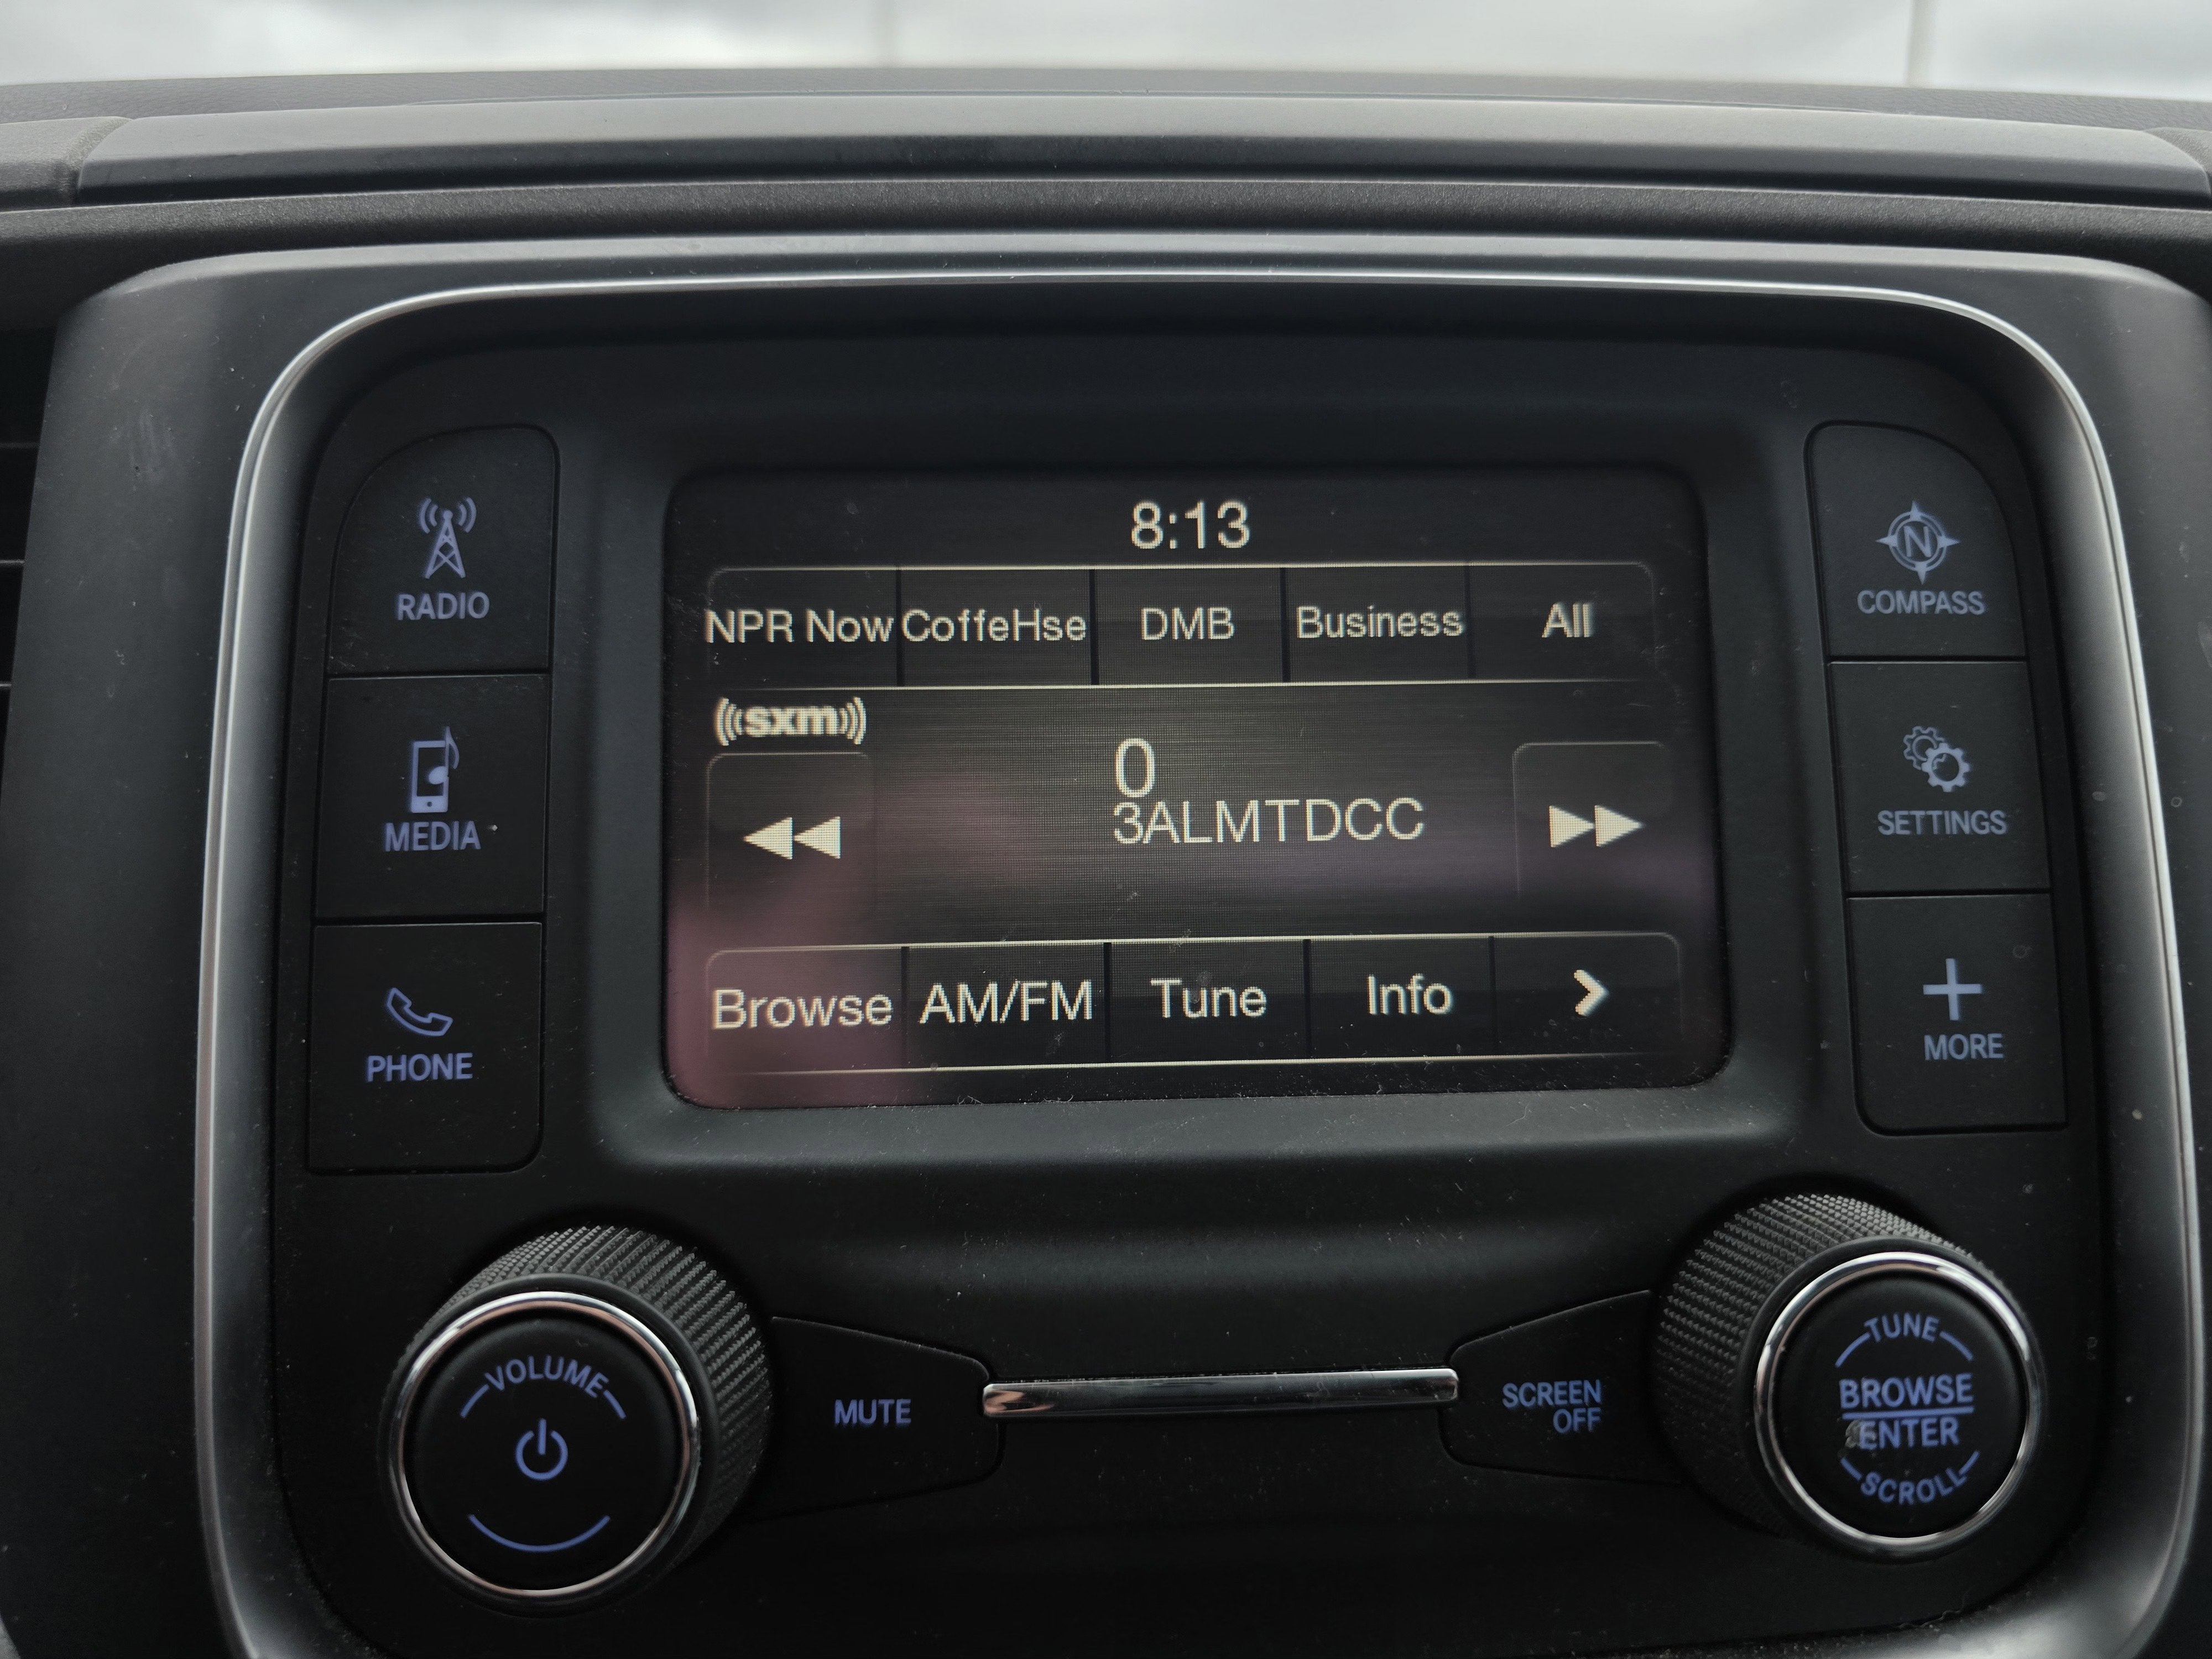 8:13
NPR Now CoffeHse DMB Business All
((( sxm )))
0
3ALMTDCC
Browse AM/FM Tune Info
RADIO
MEDIA
PHONE
N
COMPASS
SETTINGS
MORE
VOLUME
MUTE
SCREEN
OFF
TUNE
BROWSE
ENTER
SCROLL